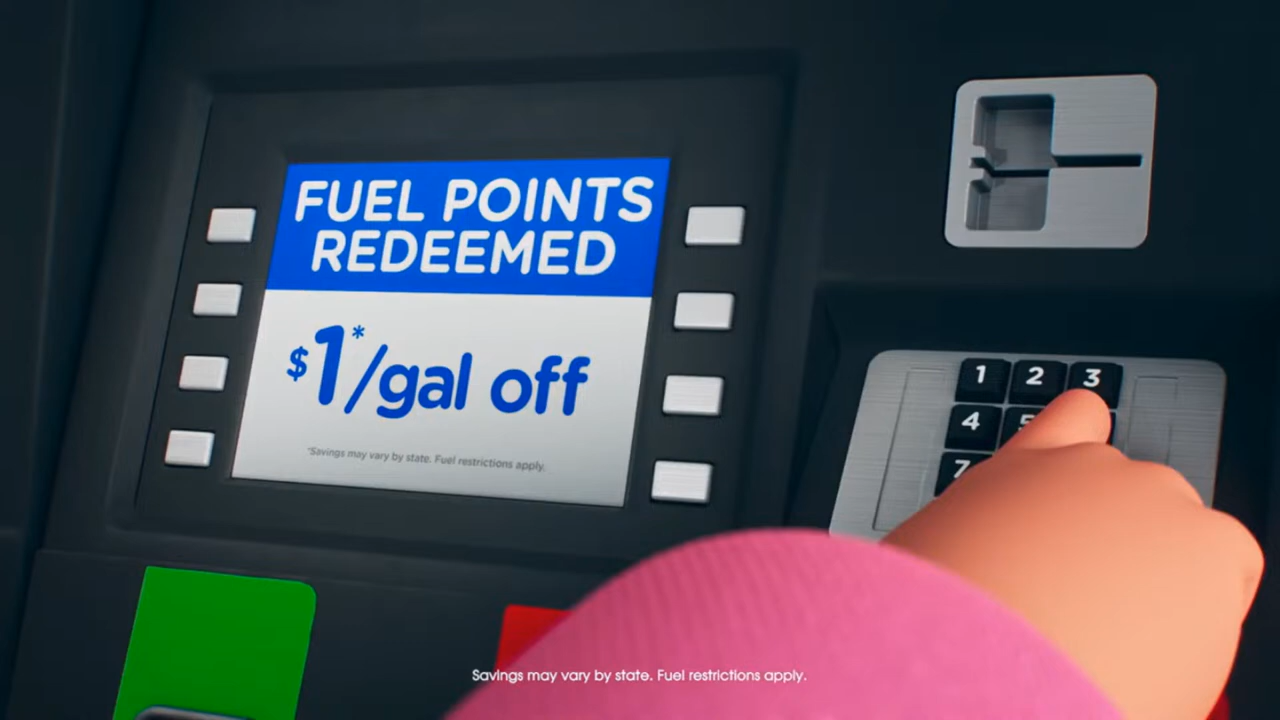 FUEL POINTS
REDEEMED
$1*/gal off
*Savings may vary by state. Fuel restrictions apply.
1 2 3
4 5
7
Savings may vary by state. Fuel restrictions apply.